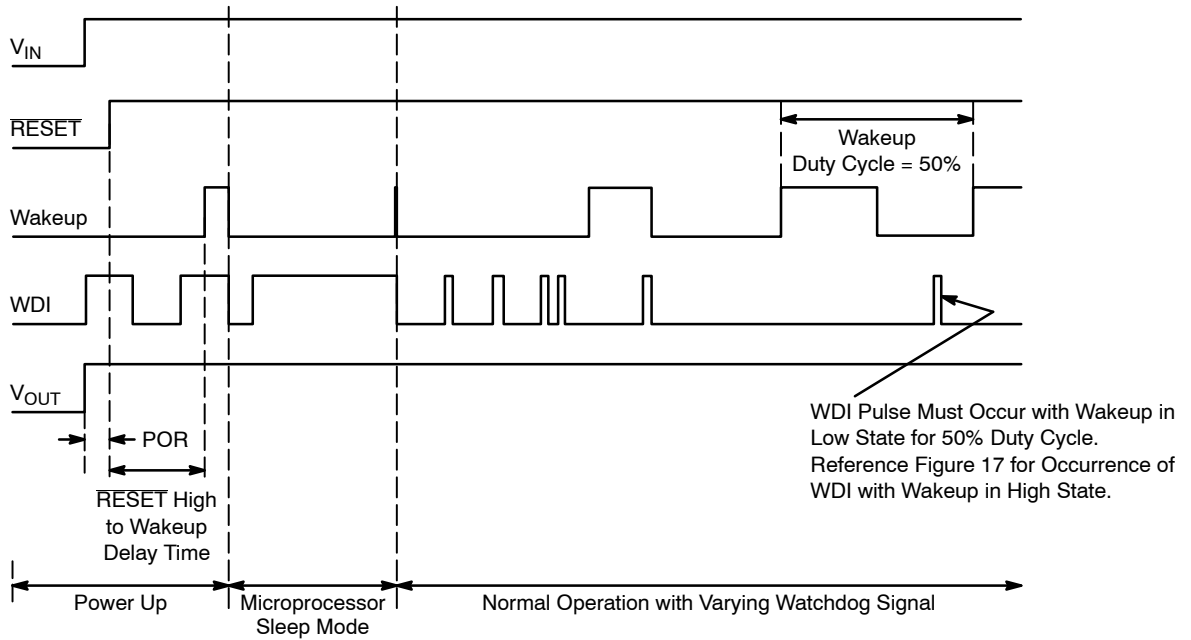 VIN
RESET
Wakeup
Duty Cycle = 50%
Wakeup
WDI
VOUT
POR
RESET High
to Wakeup
Delay Time
WDI Pulse Must Occur with Wakeup in
Low State for 50% Duty Cycle.
Reference Figure 17 for Occurrence of
WDI with Wakeup in High State.
Power Up
Microprocessor
Sleep Mode
Normal Operation with Varying Watchdog Signal